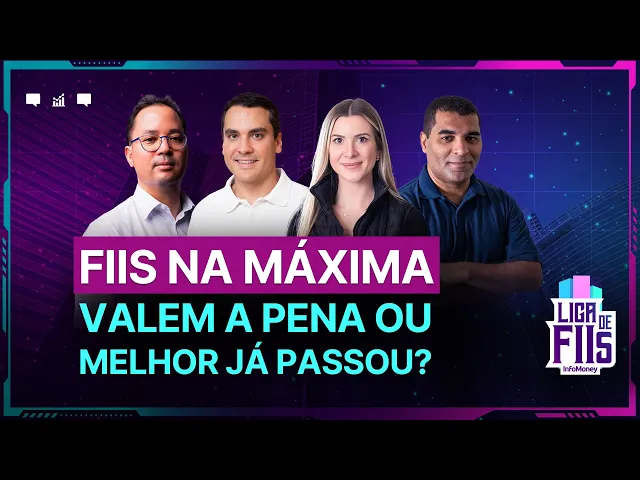 FIIS NA MÁXIMA
VALEM A PENA OU
MELHOR JÁ PASSOU?
LIGA DE
FIIs
InfoMoney